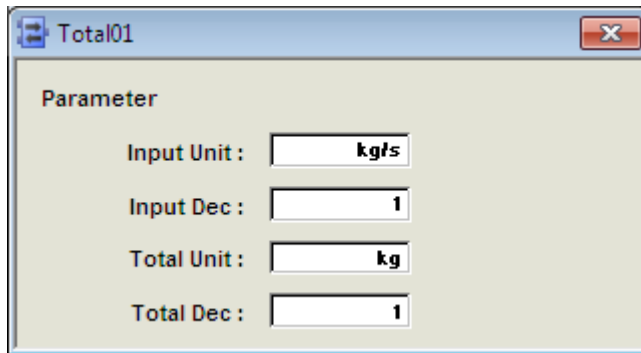 Total01
Parameter
Input Unit : kg/s
Input Dec : 1
Total Unit : kg
Total Dec : 1